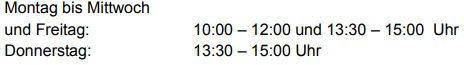 Montag bis Mittwoch
und Freitag: 10:00 – 12:00 und 13:30 – 15:00 Uhr
Donnerstag: 13:30 – 15:00 Uhr